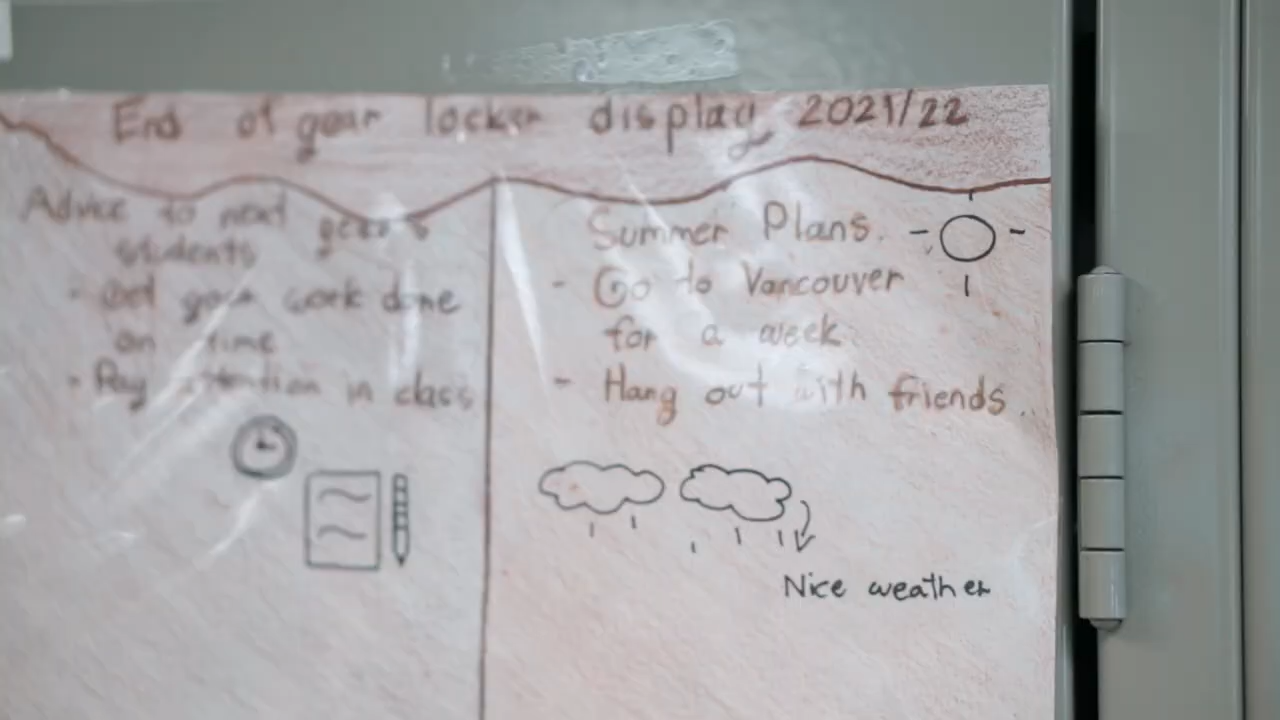 End of year locker display 2021/22
Advice to next year's
students
- Get your work done
on time
- Pay attention in class
Summer Plans.
- Go to Vancouver
for a week.
- Hang out with friends.
Nice weather